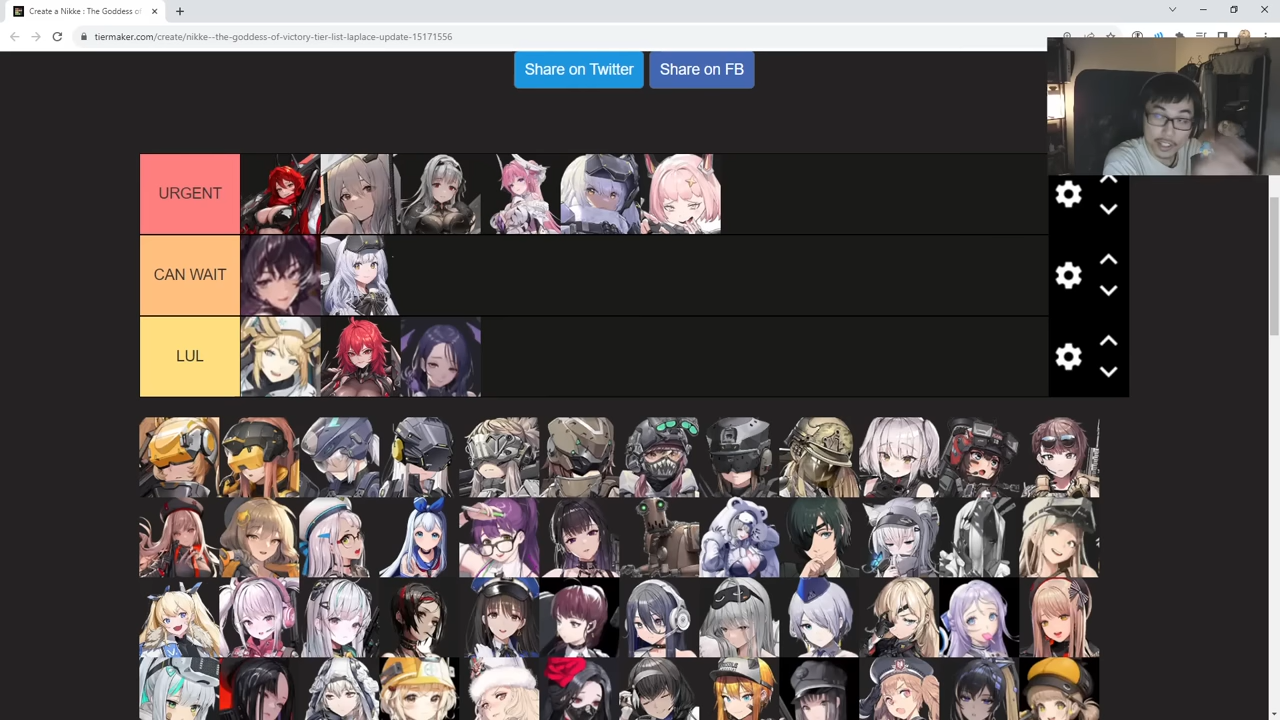 Create a Nikke : The Goddess of
tiermaker.com/create/nikke--the-goddess-of-victory-tier-list-laplace-update-15171556
Share on Twitter
Share on FB
URGENT
CAN WAIT
LUL